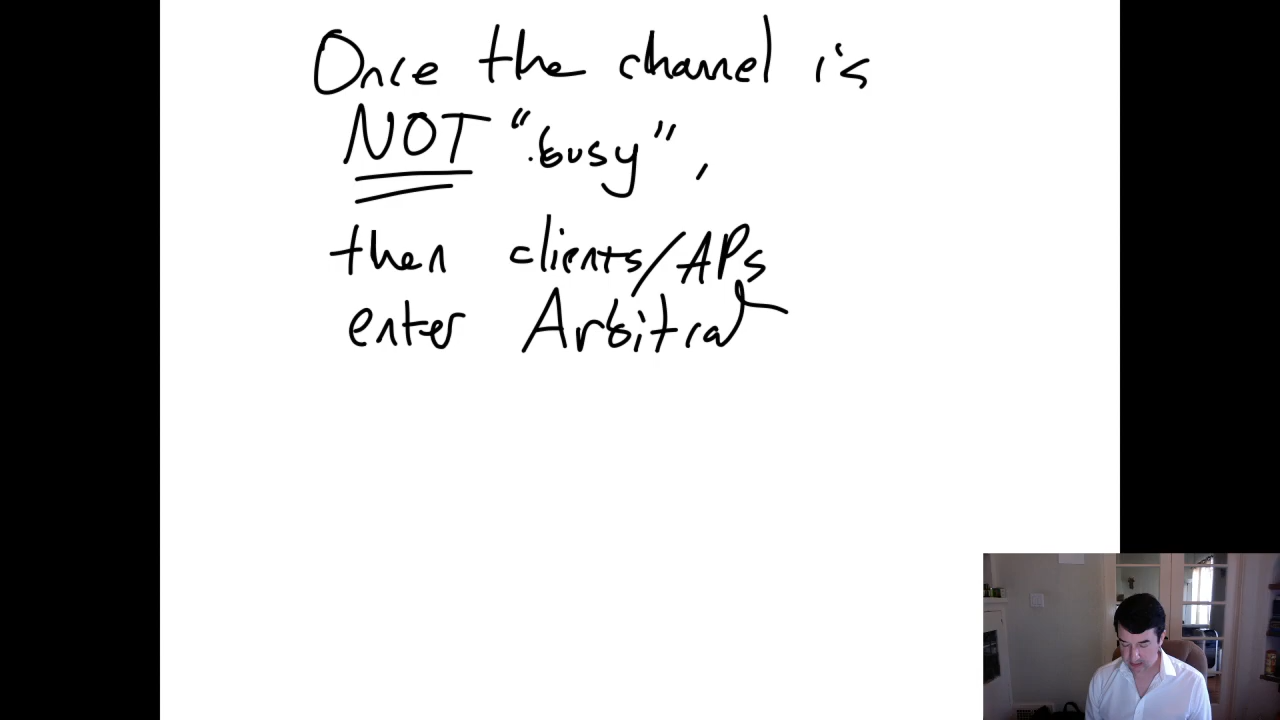 Once the channel is
NOT "busy",
then clients/APs
enter Arbitrat